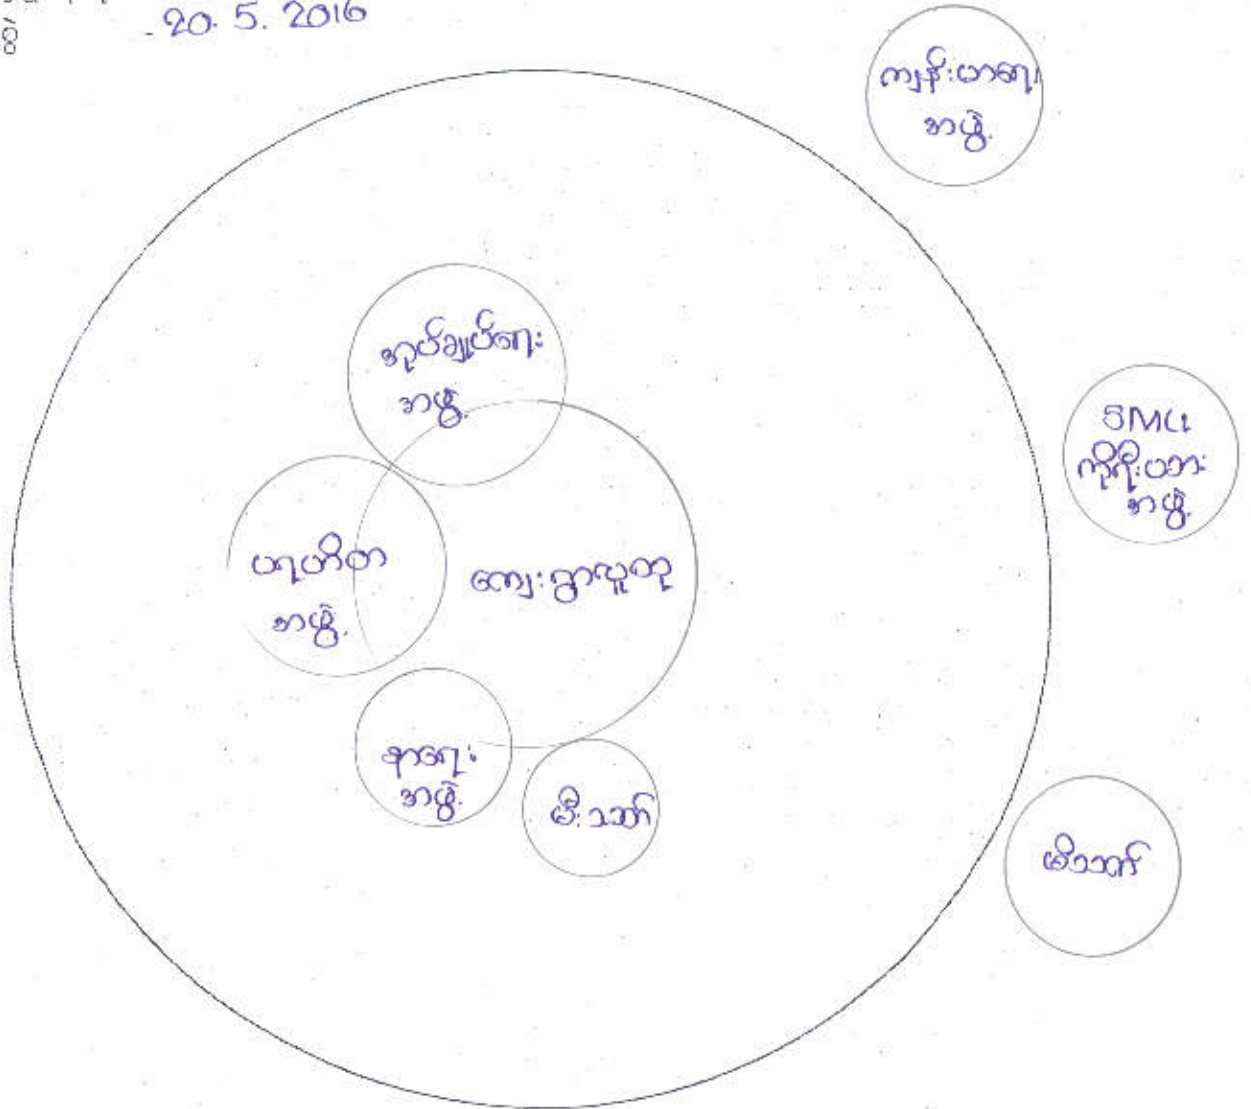 20. 5. 2016
ကျန်းမာရေး
အဖွဲ့
အုပ်ချုပ်ရေး
အဖွဲ့
SMU
ကိုရီးယား
အဖွဲ့
ပရဟိတ
အဖွဲ့
ကျေးရွာလူထု
နာရေး
အဖွဲ့
မီးသတ်
မီးသတ်